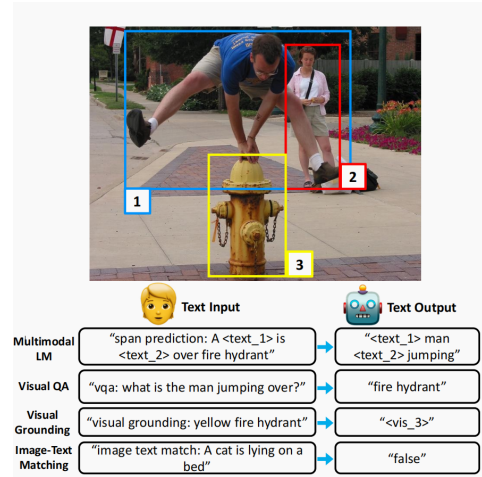 1
2
3
Text Input
Text Output
Multimodal
LM
“span prediction: A <text_1> is
<text_2> over fire hydrant”
“<text_1> man
<text_2> jumping”
Visual QA
“vqa: what is the man jumping over?”
“fire hydrant”
Visual
Grounding
“visual grounding: yellow fire hydrant”
“<vis_3>”
Image-Text
Matching
“image text match: A cat is lying on a
bed”
“false”